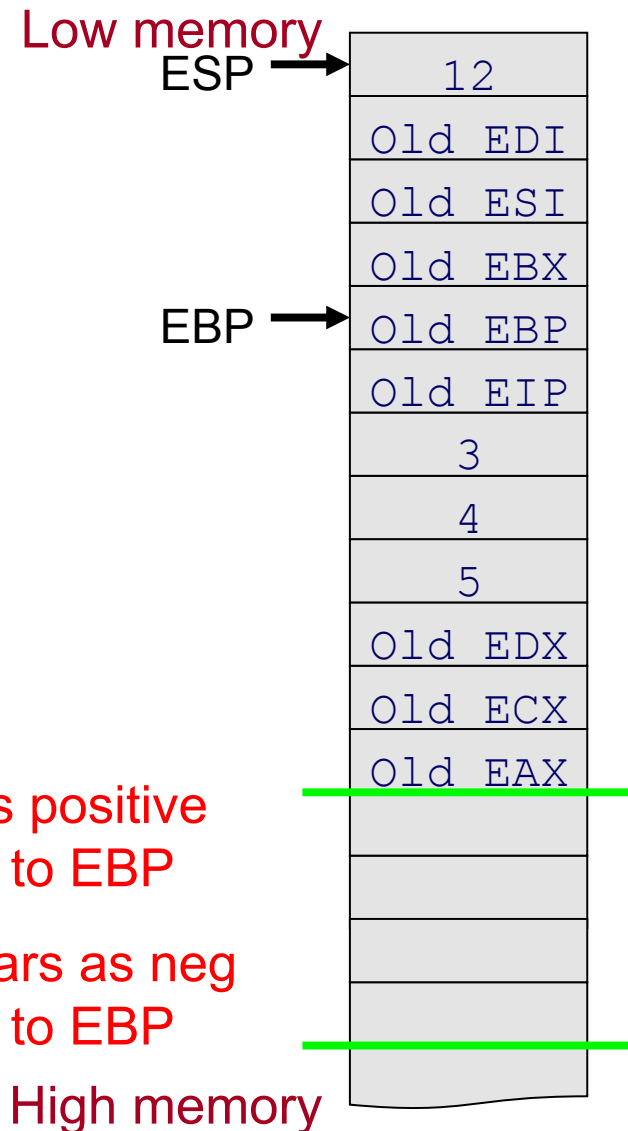 Low memory
ESP
12
Old EDI
Old ESI
Old EBX
EBP
Old EBP
Old EIP
3
4
5
Old EDX
Old ECX
Old EAX
positive
to EBP
as neg
to EBP
High memory